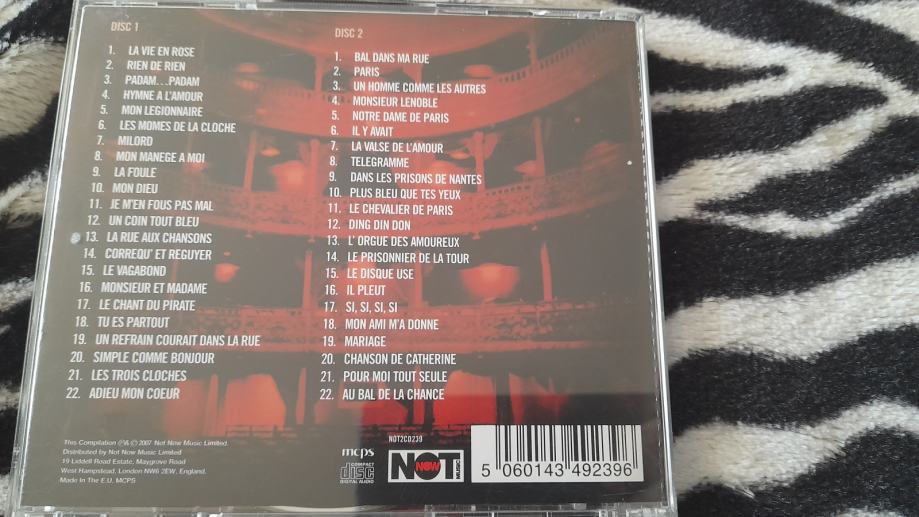 DISC 1
1. LA VIE EN ROSE
2. RIEN DE RIEN
3. PADAM...PADAM
4. HYMNE A L'AMOUR
5. MON LEGIONNAIRE
6. LES MOMES DE LA CLOCHE
7. MILORD
8. MON MANEGE A MOI
9. LA FOULE
10. MON DIEU
11. JE M'EN FOUS PAS MAL
12. UN COIN TOUT BLEU
13. LA RUE AUX CHANSONS
14. CORREQU' ET REGUYER
15. LE VAGABOND
16. MONSIEUR ET MADAME
17. LE CHANT DU PIRATE
18. TU ES PARTOUT
19. UN REFRAIN COURAIT DANS LA RUE
20. SIMPLE COMME BONJOUR
21. LES TROIS CLOCHES
22. ADIEU MON COEUR
DISC 2
1. BAL DANS MA RUE
2. PARIS
3. UN HOMME COMME LES AUTRES
4. MONSIEUR LENOBLE
5. NOTRE DAME DE PARIS
6. IL Y AVAIT
7. LA VALSE DE L'AMOUR
8. TELEGRAMME
9. DANS LES PRISONS DE NANTES
10. PLUS BLEU QUE TES YEUX
11. LE CHEVALIER DE PARIS
12. DING DIN DON
13. L' ORGUE DES AMOUREUX
14. LE PRISONNIER DE LA TOUR
15. LE DISQUE USE
16. IL PLEUT
17. SI, SI, SI, SI
18. MON AMI M'A DONNE
19. MARIAGE
20. CHANSON DE CATHERINE
21. POUR MOI TOUT SEULE
22. AU BAL DE LA CHANCE
This Compilation ℗& © 2007 Not Now Music Limited.
Distributed by Not Now Music Limited
19 Liddell Road Estate, Maygrove Road
West Hampstead, London NW6 2EW, England.
Made In The E.U. MCPS
mcps
COMPACT
disc
DIGITAL AUDIO
NOT2CD239
NOT NOW MUSIC
5 060143 492396